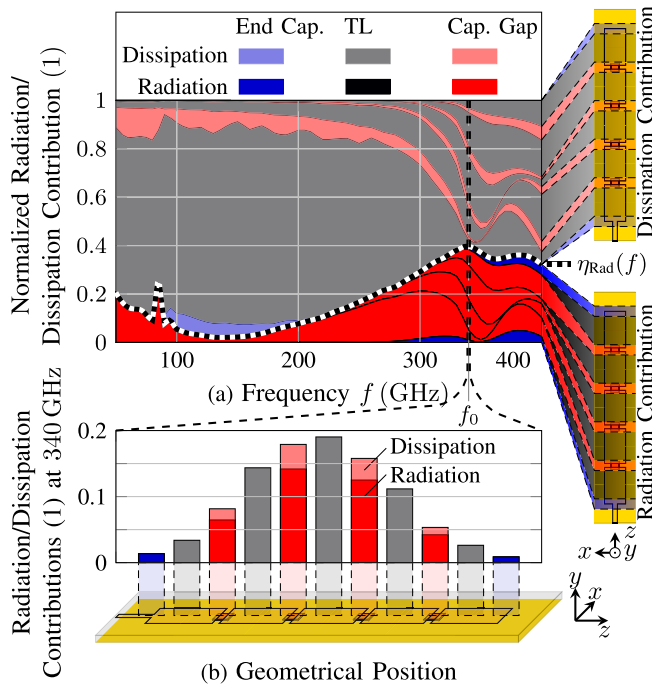 End Cap. TL Cap. Gap
Dissipation
Radiation
Normalized Radiation/
Dissipation Contribution (1)
1
0.8
0.6
0.4
0.2
0
100 200 300 400
(a) Frequency f (GHz)
f0
ηRad(f)
Dissipation Contribution
Radiation Contribution
z
x y
Radiation/Dissipation
Contributions (1) at 340 GHz
0.2
0.1
0
Dissipation
Radiation
y x
z
(b) Geometrical Position